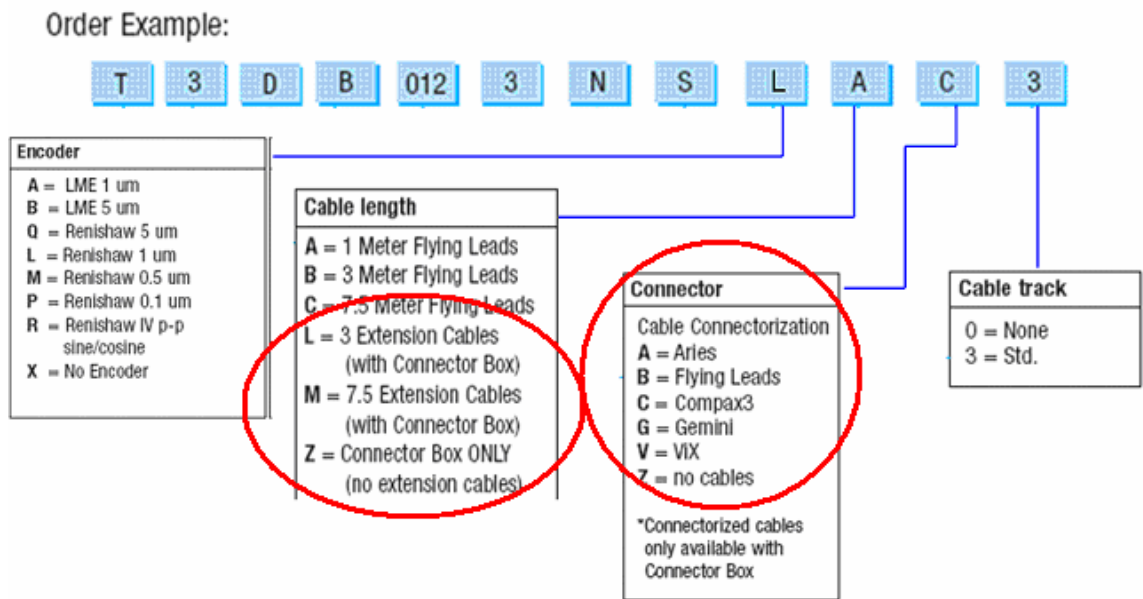 Order Example:
T 3 D B 012 3 N S L A C 3
Encoder
A = LME 1 um
B = LME 5 um
Q = Renishaw 5 um
L = Renishaw 1 um
M = Renishaw 0.5 um
P = Renishaw 0.1 um
R = Renishaw IV p-p
sine/cosine
X = No Encoder
Cable length
A = 1 Meter Flying Leads
B = 3 Meter Flying Leads
C = 7.5 Meter Flying Leads
L = 3 Extension Cables
(with Connector Box)
M = 7.5 Extension Cables
(with Connector Box)
Z = Connector Box ONLY
(no extension cables)
Connector
Cable Connectorization
A = Aries
B = Flying Leads
C = Compax3
G = Gemini
V = ViX
Z = no cables
*Connectorized cables
only available with
Connector Box
Cable track
0 = None
3 = Std.